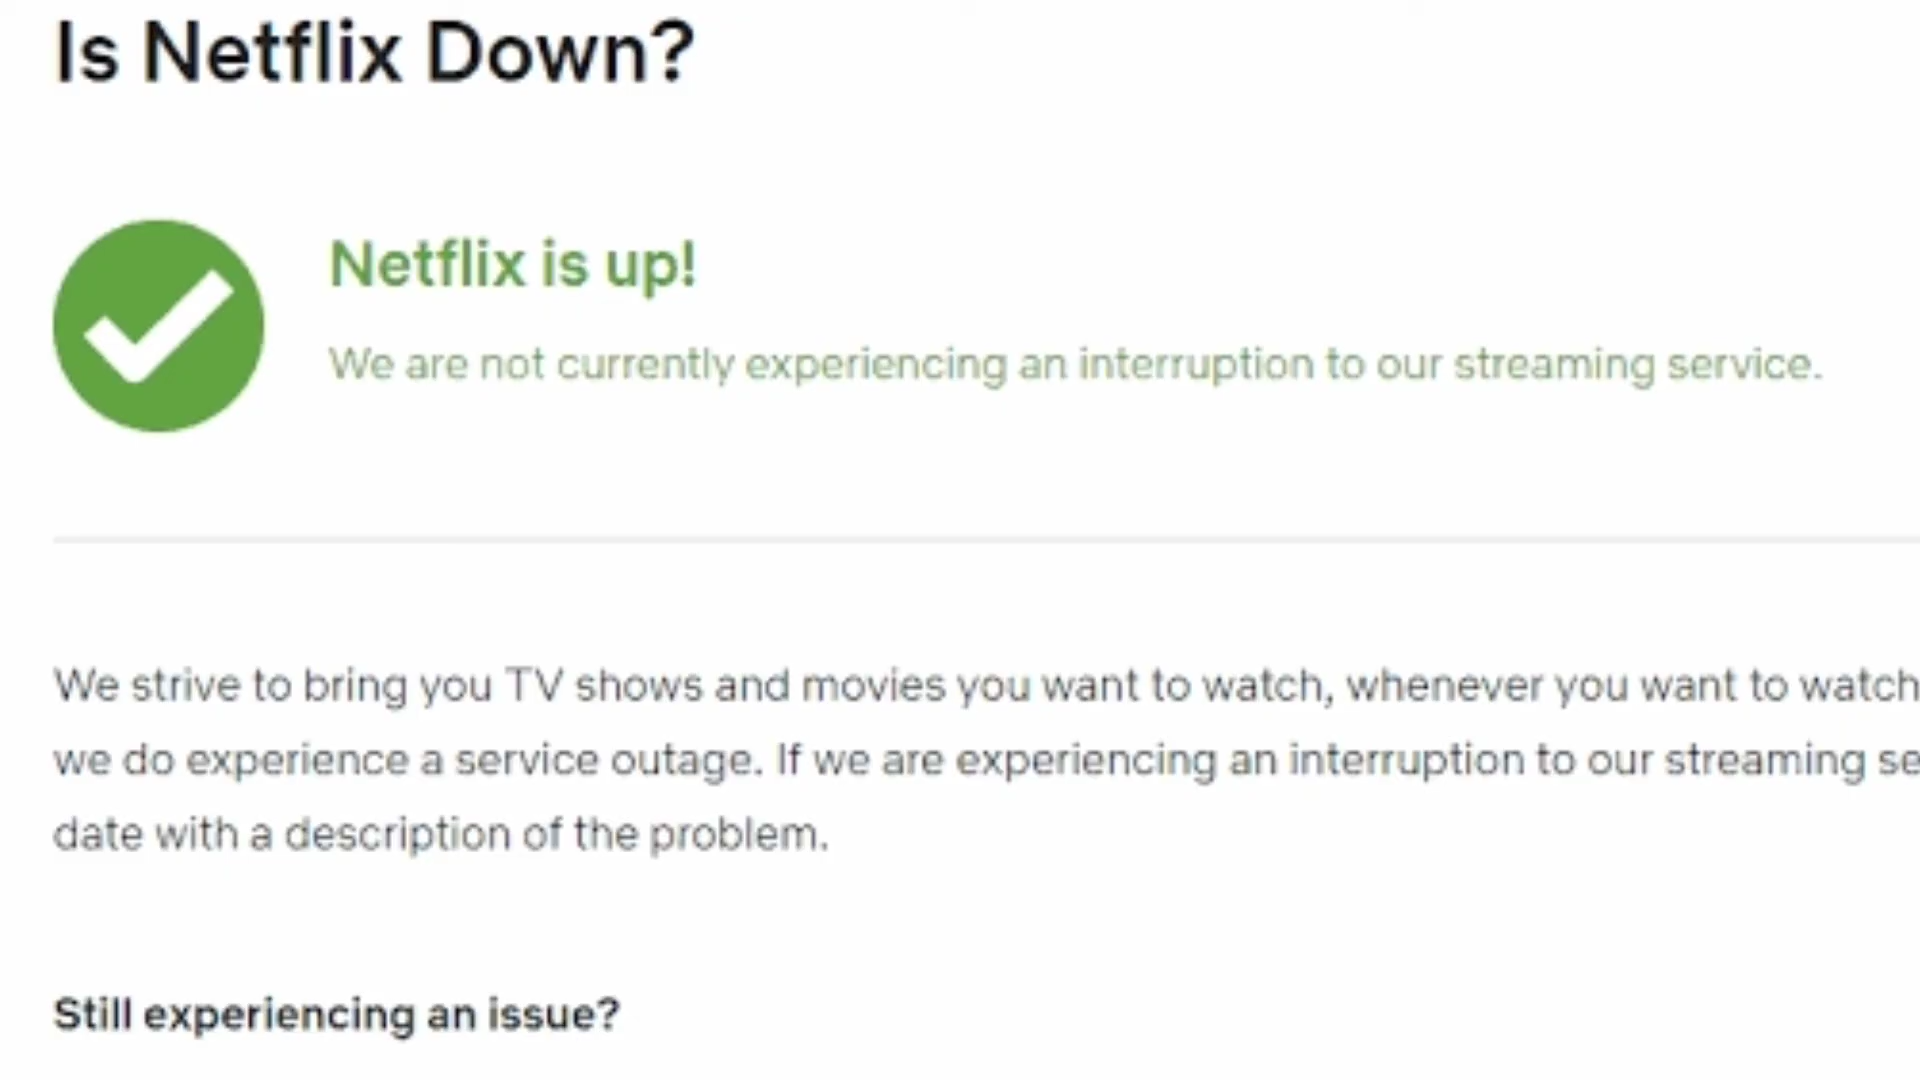 Is Netflix Down?
Netflix is up!
We are not currently experiencing an interruption to our streaming service.
We strive to bring you TV shows and movies you want to watch, whenever you want to watch
we do experience a service outage. If we are experiencing an interruption to our streaming se
date with a description of the problem.
Still experiencing an issue?